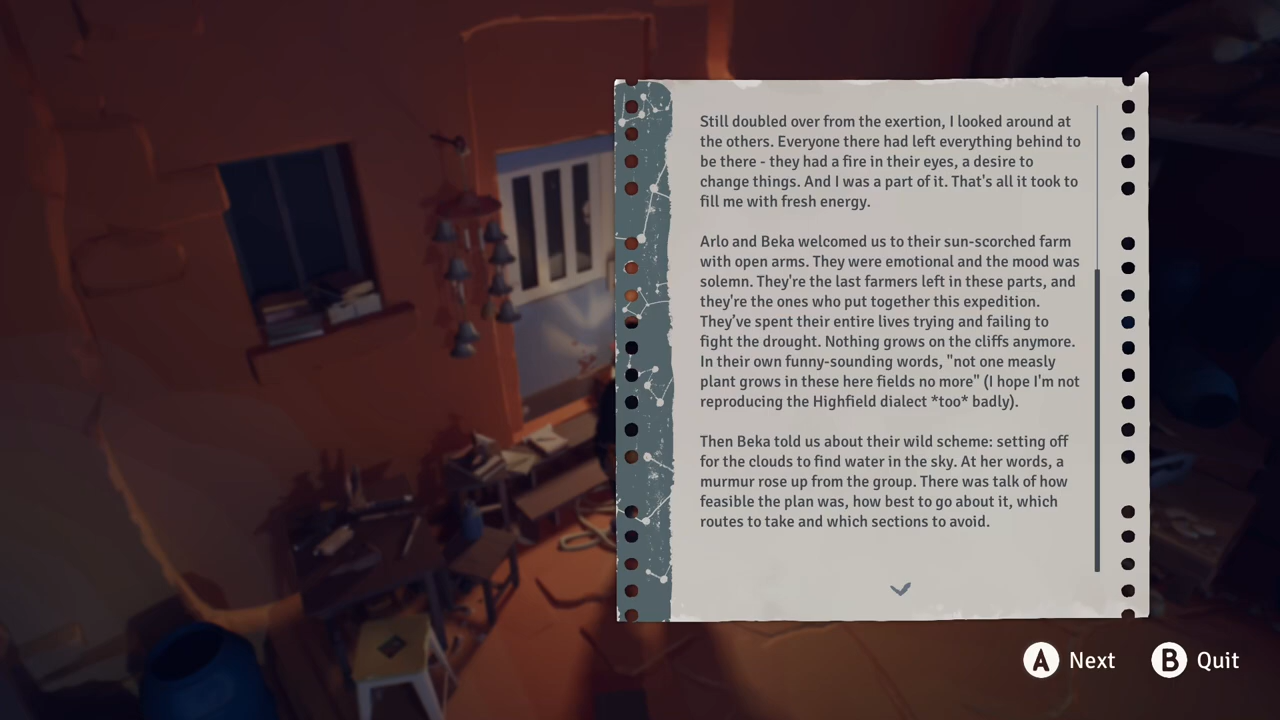 Still doubled over from the exertion, I looked around at
the others. Everyone there had left everything behind to
be there - they had a fire in their eyes, a desire to
change things. And I was a part of it. That's all it took to
fill me with fresh energy.
Arlo and Beka welcomed us to their sun-scorched farm
with open arms. They were emotional and the mood was
solemn. They're the last farmers left in these parts, and
they're the ones who put together this expedition.
They’ve spent their entire lives trying and failing to
fight the drought. Nothing grows on the cliffs anymore.
In their own funny-sounding words, "not one measly
plant grows in these here fields no more" (I hope I'm not
reproducing the Highfield dialect *too* badly).
Then Beka told us about their wild scheme: setting off
for the clouds to find water in the sky. At her words, a
murmur rose up from the group. There was talk of how
feasible the plan was, how best to go about it, which
routes to take and which sections to avoid.
A Next B Quit